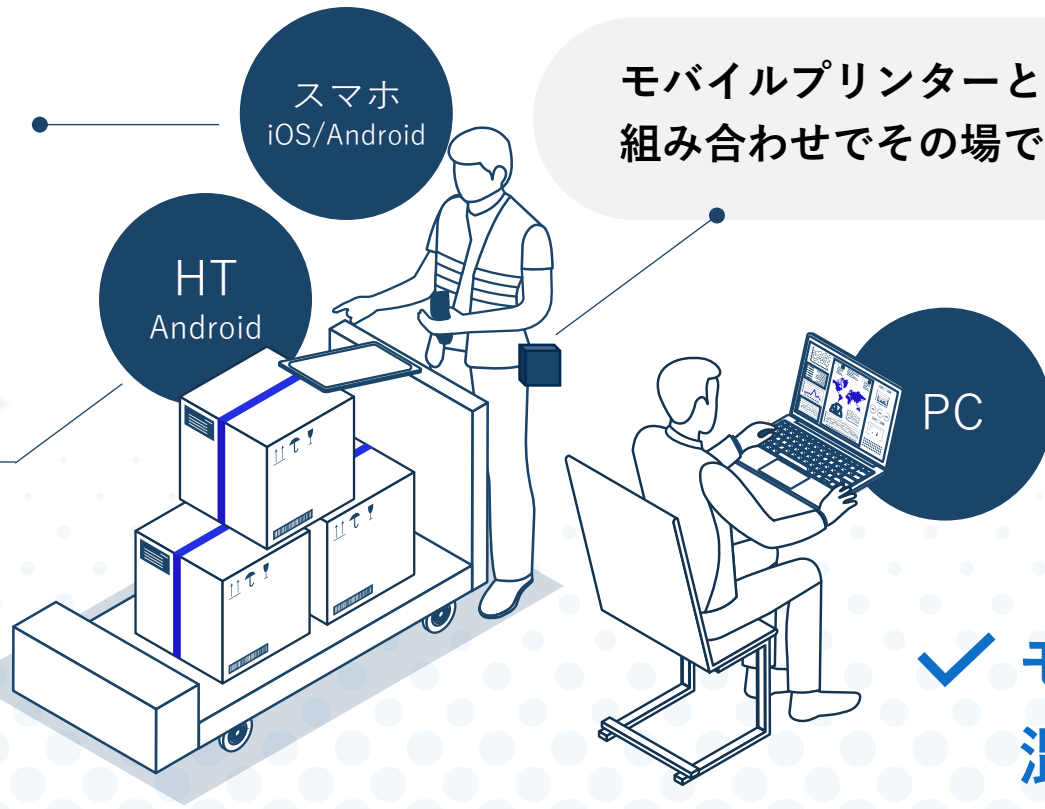 スマホ
iOS/Android
モバイルプリンターと
組み合わせでその場で
HT
Android
PC